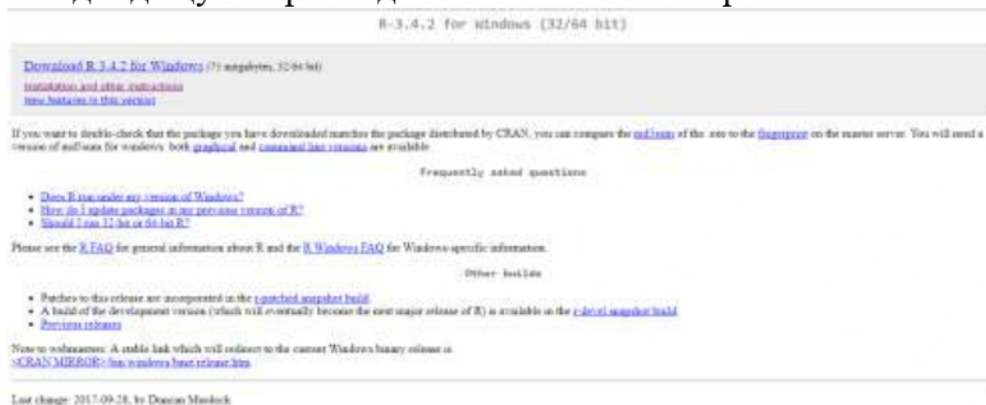 R-3.4.2 for Windows (32/64 bit)
Download R 3.4.2 for Windows (75 megabytes, 32/64 bit)
Installation and other instructions
New features in this version
If you want to double-check that the package you have downloaded matches the package distributed by CRAN, you can compare the md5sum of the .exe to the fingerprint on the master server. You will need a
version of md5sum for windows: both graphical and command line versions are available.
Frequently asked questions
Does R run under my version of Windows?
How do I update packages in my previous version of R?
Should I run 32-bit or 64-bit R?
Please see the R FAQ for general information about R and the R Windows FAQ for Windows-specific information.
Other builds
Patches to this release are incorporated in the r-patched snapshot build.
A build of the development version (which will eventually become the next major release of R) is available in the r-devel snapshot build.
Previous releases
Note to webmasters: A stable link which will redirect to the current Windows binary release is
<CRAN MIRROR>/bin/windows/base/release.htm.
Last change: 2017-09-28, by Duncan Murdoch